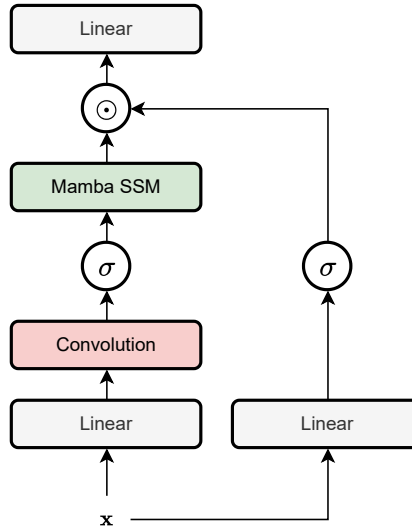 Linear
⊙
Mamba SSM
σ σ
Convolution
Linear Linear
x